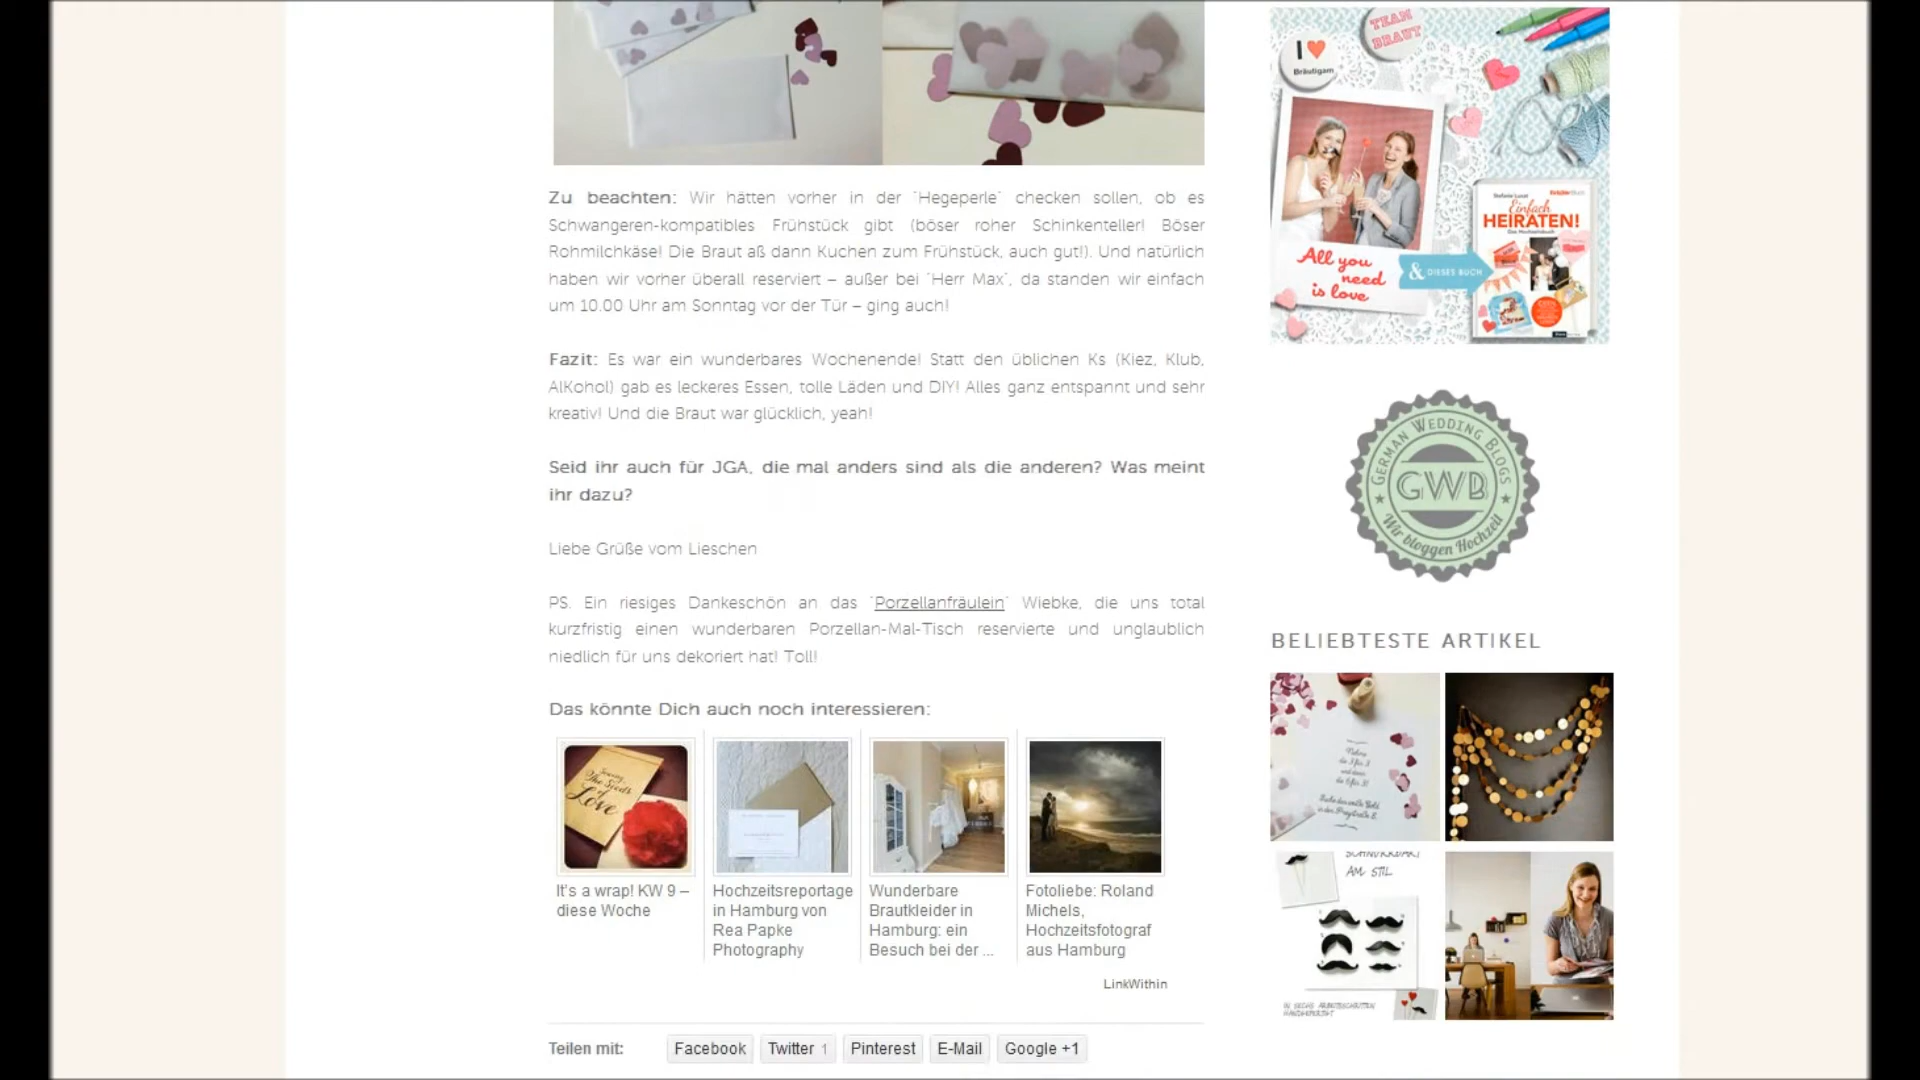 Zu beachten: Wir hätten vorher in der ´Hegeperle´ checken sollen, ob es
Schwangeren-kompatibles Frühstück gibt (böser roher Schinkenteller! Böser
Rohmilchkäse! Die Braut aß dann Kuchen zum Frühstück, auch gut!). Und natürlich
haben wir vorher überall reserviert – außer bei ´Herr Max´, da standen wir einfach
um 10.00 Uhr am Sonntag vor der Tür – ging auch!
Fazit: Es war ein wunderbares Wochenende! Statt den üblichen Ks (Kiez, Klub,
AlKohol) gab es leckeres Essen, tolle Läden und DIY! Alles ganz entspannt und sehr
kreativ! Und die Braut war glücklich, yeah!
Seid ihr auch für JGA, die mal anders sind als die anderen? Was meint
ihr dazu?
Liebe Grüße vom Lieschen
PS. Ein riesiges Dankeschön an das ´Porzellanfräulein´ Wiebke, die uns total
kurzfristig einen wunderbaren Porzellan-Mal-Tisch reservierte und unglaublich
niedlich für uns dekoriert hat! Toll!
Das könnte Dich auch noch interessieren:
The Seeds
of
Love
It's a wrap! KW 9 –
diese Woche
Hochzeitsreportage
in Hamburg von
Rea Papke
Photography
Wunderbare
Brautkleider in
Hamburg: ein
Besuch bei der ...
Fotoliebe: Roland
Michels,
Hochzeitsfotograf
aus Hamburg
LinkWithin
Teilen mit:
Facebook
Twitter 1
Pinterest
E-Mail
Google +1
TEAM
BRAUT
I
Bräutigam
All you
need
is love
& DIESES BUCH
Einfach
HEIRATEN!
Das Hochzeitsbuch
GERMAN WEDDING BLOGS
GWB
Wir bloggen Hochzeit
BELIEBTESTE ARTIKEL
AM STIL
IN SECHS ARBEITSSCHRITTEN
HANDGEFERTIGT